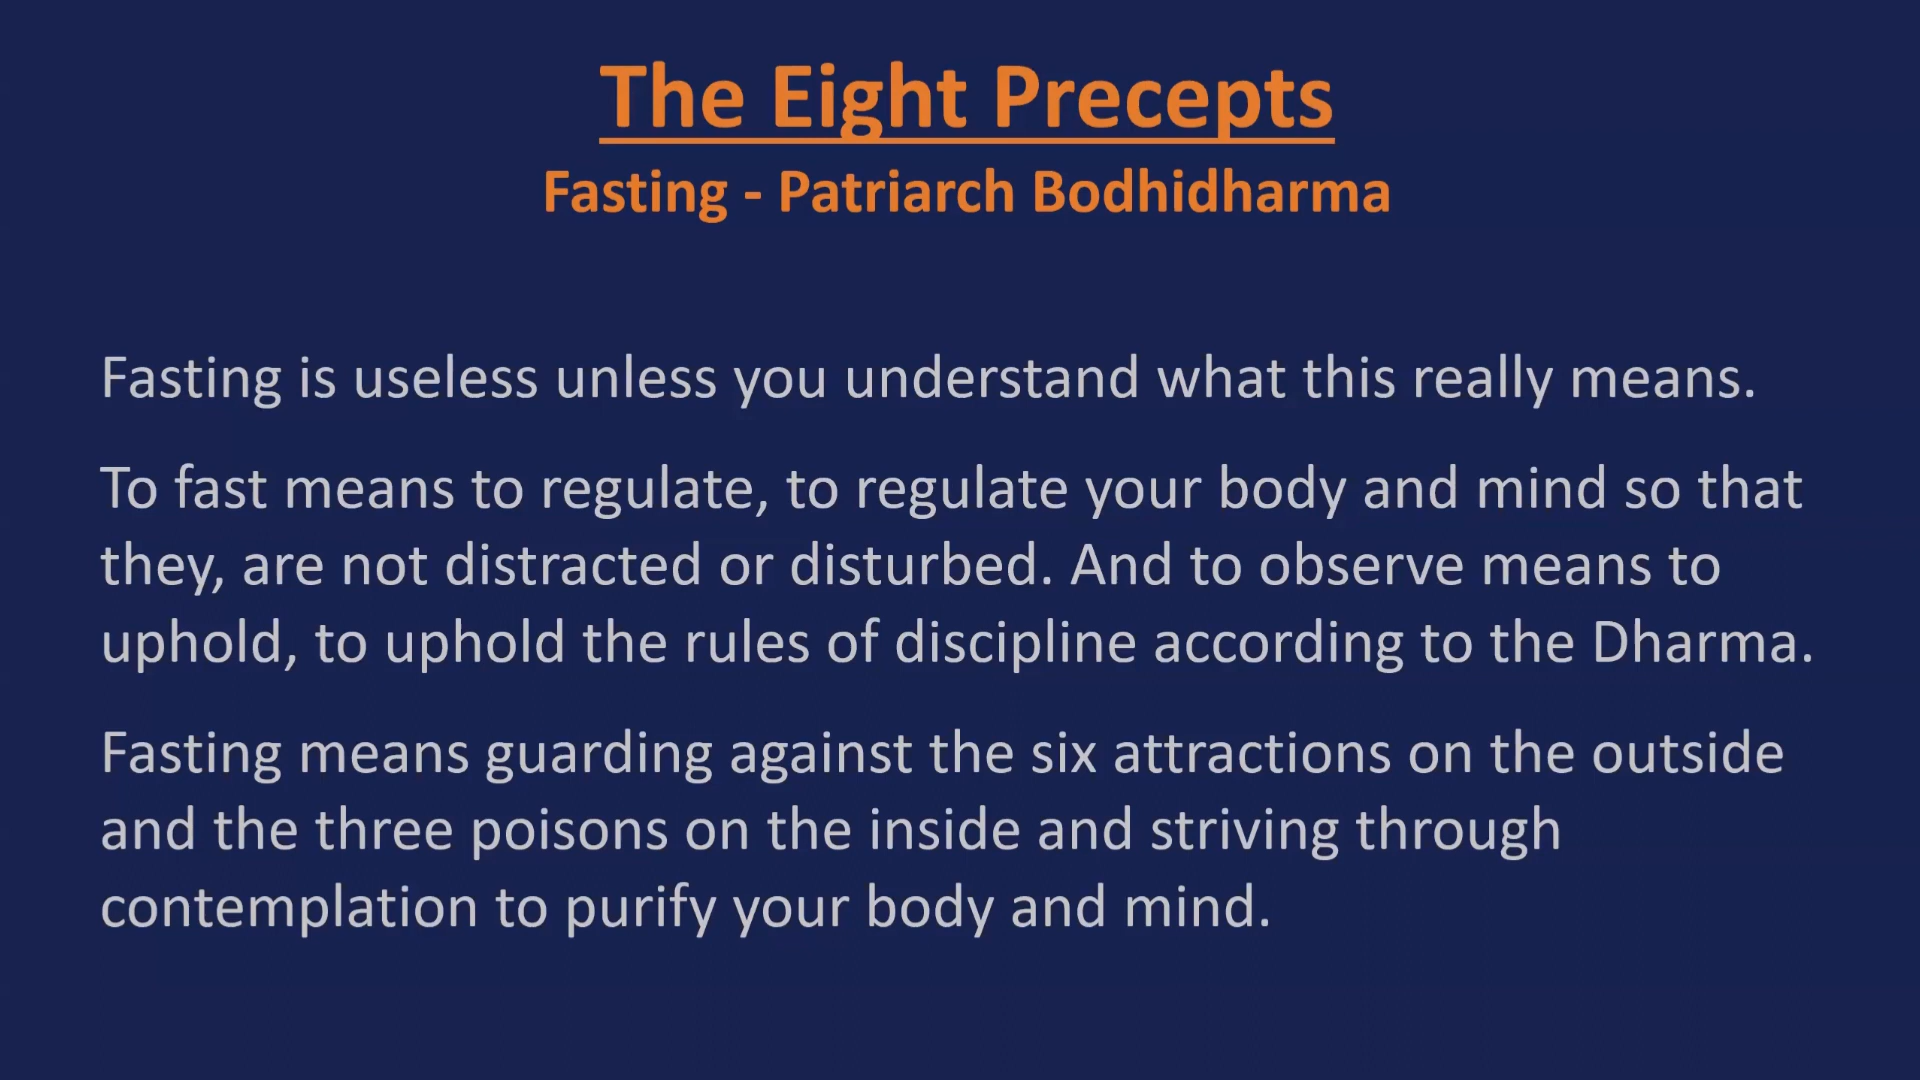 The Eight Precepts
Fasting - Patriarch Bodhidharma
Fasting is useless unless you understand what this really means.
To fast means to regulate, to regulate your body and mind so that
they, are not distracted or disturbed. And to observe means to
uphold, to uphold the rules of discipline according to the Dharma.
Fasting means guarding against the six attractions on the outside
and the three poisons on the inside and striving through
contemplation to purify your body and mind.